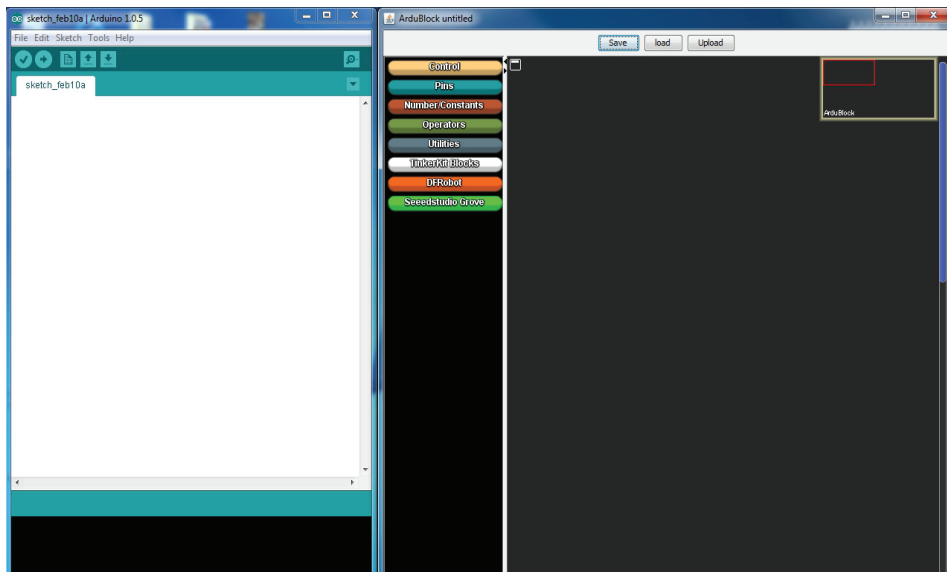 sketch_feb10a | Arduino 1.0.5
File Edit Sketch Tools Help
sketch_feb10a
ArduBlock untitled
Save load Upload
Control
Pins
Number/Constants
Operators
Utilities
TinkerKit Blocks
DFRobot
Seeedstudio Grove
ArduBlock